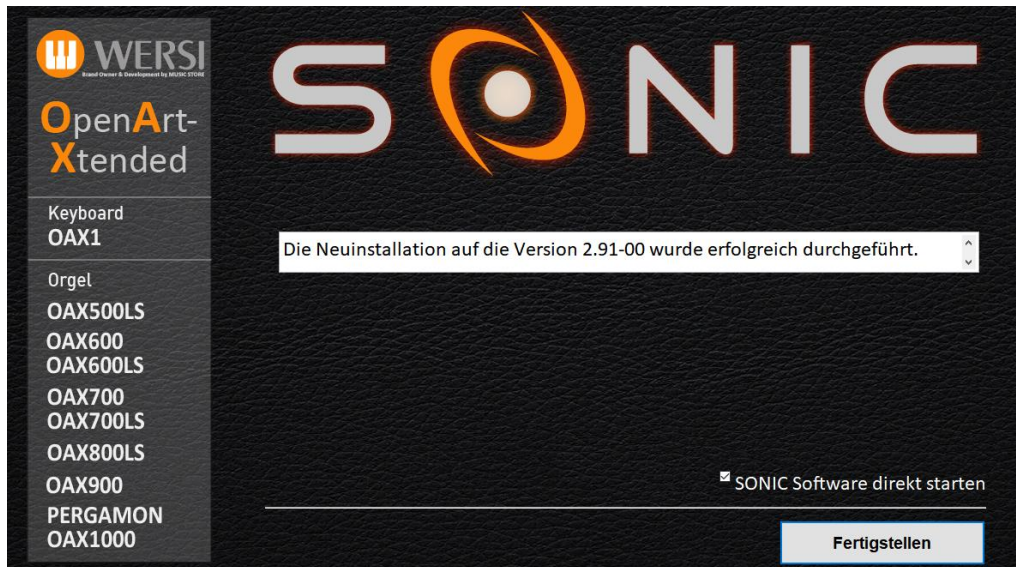 WERSI
Brand Owner & Development by MUSIC STORE
OpenArt-
Xtended
Keyboard
OAX1
Orgel
OAX500LS
OAX600
OAX600LS
OAX700
OAX700LS
OAX800LS
OAX900
PERGAMON
OAX1000
SONIC
Die Neuinstallation auf die Version 2.91-00 wurde erfolgreich durchgeführt.
SONIC Software direkt starten
Fertigstellen